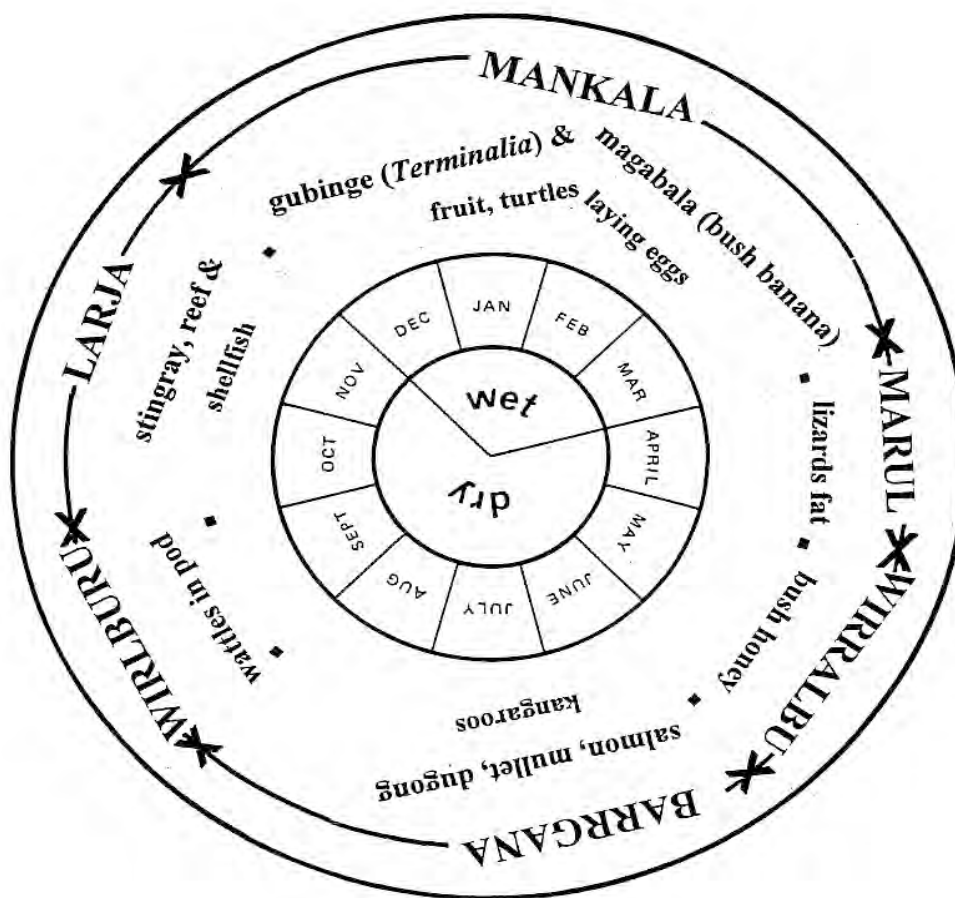 MANKALA
MARUL
WIRRALBU
BARRGANA
WIRLBURU
LARJA
gubinge (Terminalia) & magabala (bush banana)
fruit, turtles laying eggs
lizards fat
bush honey
salmon, mullet, dugong
kangaroos
wattles in pod
stingray, reef &
shellfish
JAN
FEB
MAR
APRIL
MAY
JUNE
JULY
AUG
SEPT
OCT
NOV
DEC
wet
dry